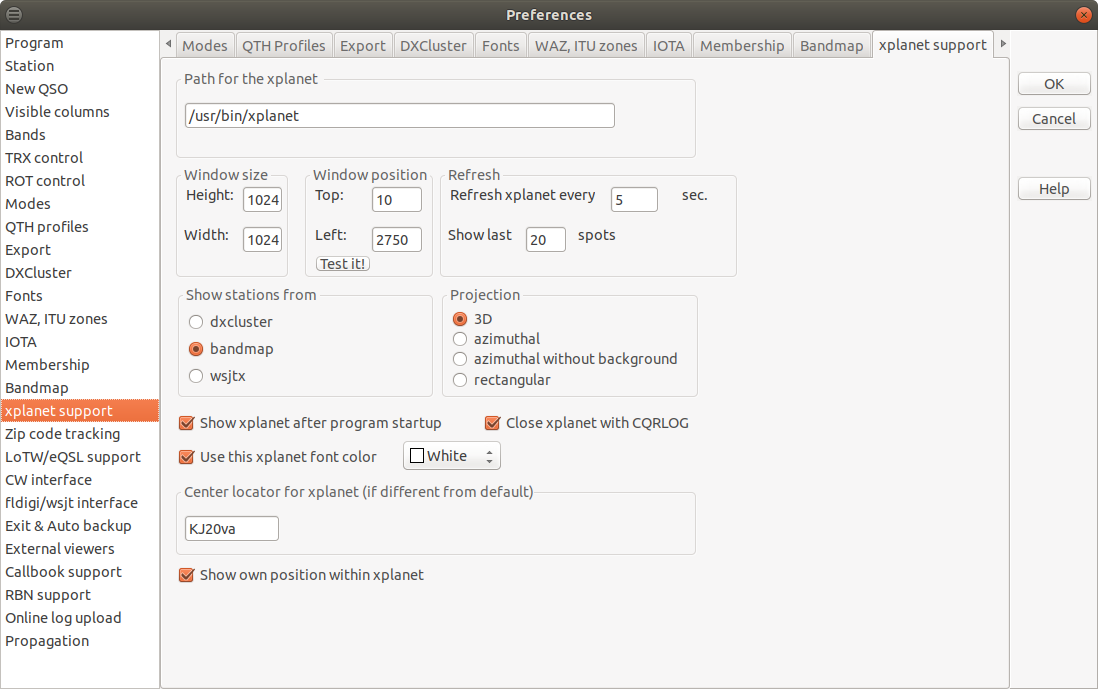 Preferences
Program
Station
New QSO
Visible columns
Bands
TRX control
ROT control
Modes
QTH profiles
Export
DXCluster
Fonts
WAZ, ITU zones
IOTA
Membership
Bandmap
xplanet support
Zip code tracking
LoTW/eQSL support
CW interface
fldigi/wsjt interface
Exit & Auto backup
External viewers
Callbook support
RBN support
Online log upload
Propagation
Modes QTH Profiles Export DXCluster Fonts WAZ, ITU zones IOTA Membership Bandmap xplanet support
Path for the xplanet
/usr/bin/xplanet
Window size
Height: 1024
Width: 1024
Window position
Top: 10
Left: 2750
Test it!
Refresh
Refresh xplanet every 5 sec.
Show last 20 spots
Show stations from
dxcluster
bandmap
wsjtx
Projection
3D
azimuthal
azimuthal without background
rectangular
Show xplanet after program startup Close xplanet with CQRLOG
Use this xplanet font color White
Center locator for xplanet (if different from default)
KJ20va
Show own position within xplanet
OK
Cancel
Help